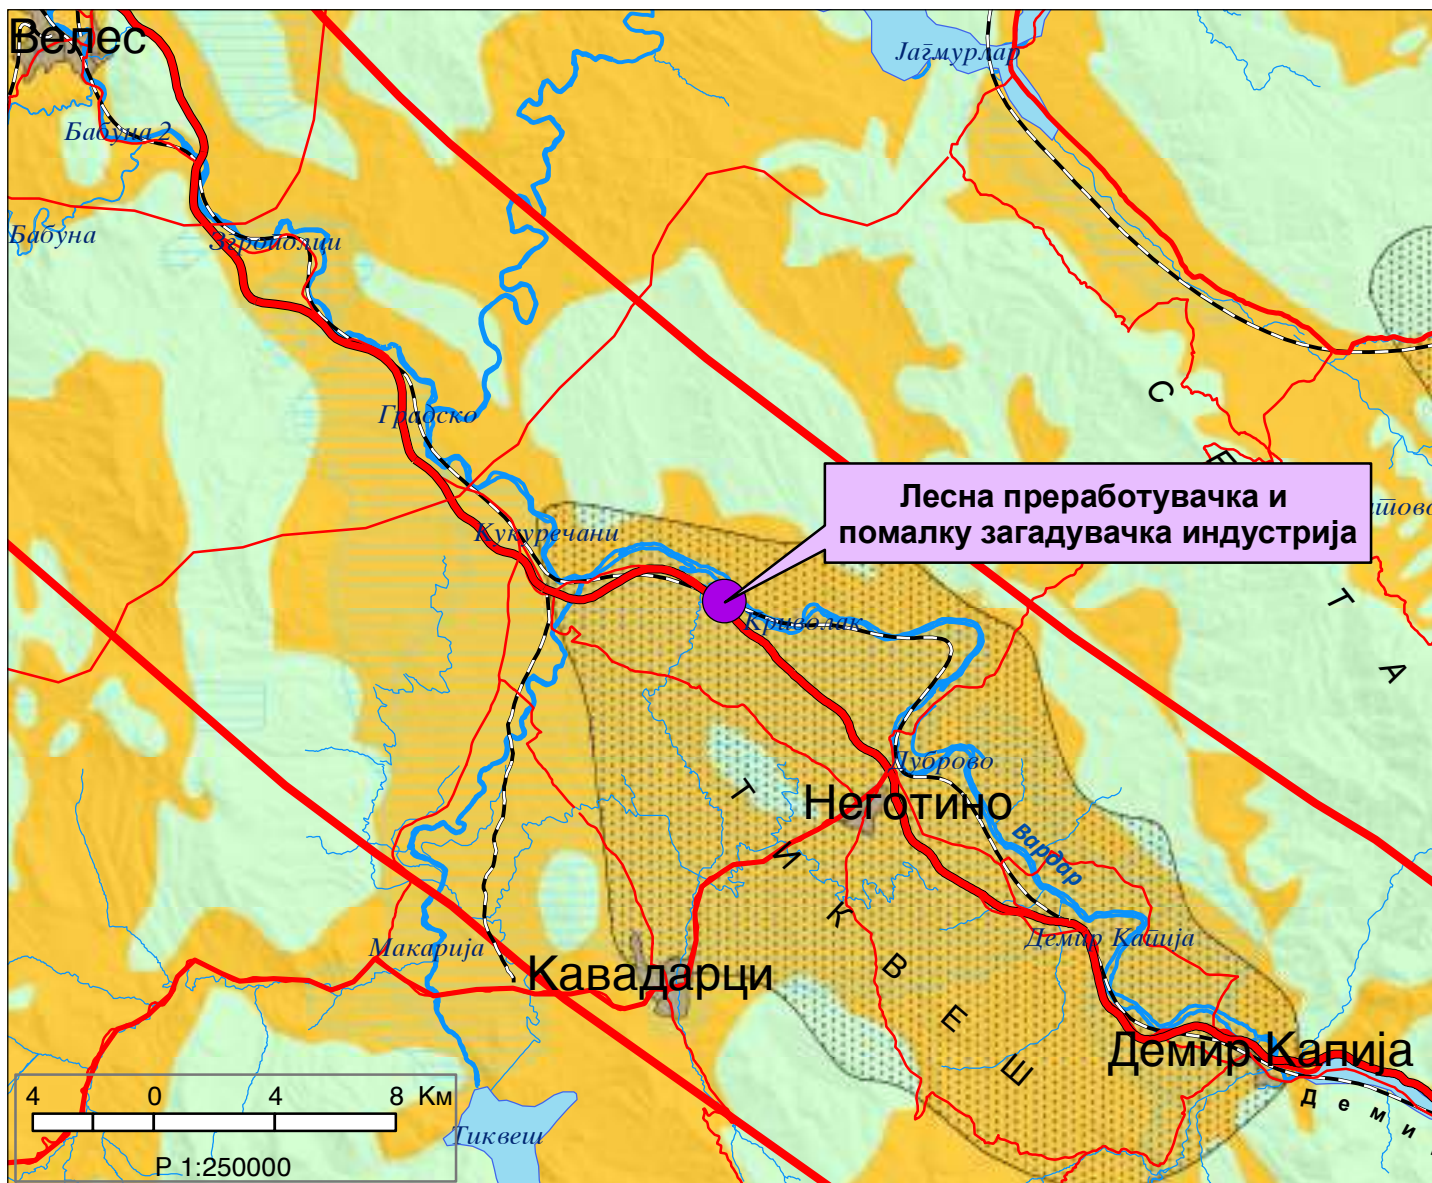 Велес
Јагмурлар
Бабуна 2
Бабуна
Згрополци
Градско
С
Е
Лесна преработувачка и
помалку загадувачка индустрија
Кукуречани
Т
Криволак
А
Дуброво
Т
Неготино
И
Вардар
К
Макарија
Демир Капија
В
Кавадарци
Е
Ш
Демир Капија
Д е м и
4 0 4 8 Км
Тиквеш
Р 1:250000